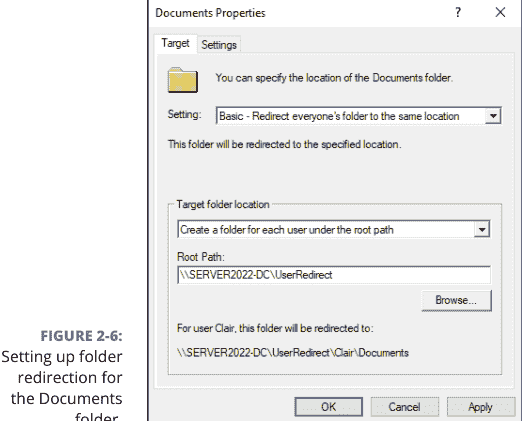 Documents Properties
?
Target
Settings
You can specify the location of the Documents folder.
Setting:
Basic - Redirect everyone's folder to the same location
This folder will be redirected to the specified location.
Target folder location
Create a folder for each user under the root path
Root Path:
\\SERVER2022-DC\UserRedirect
Browse...
For user Clair, this folder will be redirected to:
\\SERVER2022-DC\UserRedirect\Clair\Documents
OK
Cancel
Apply
FIGURE 2-6:
Setting up folder
redirection for
the Documents
folder.